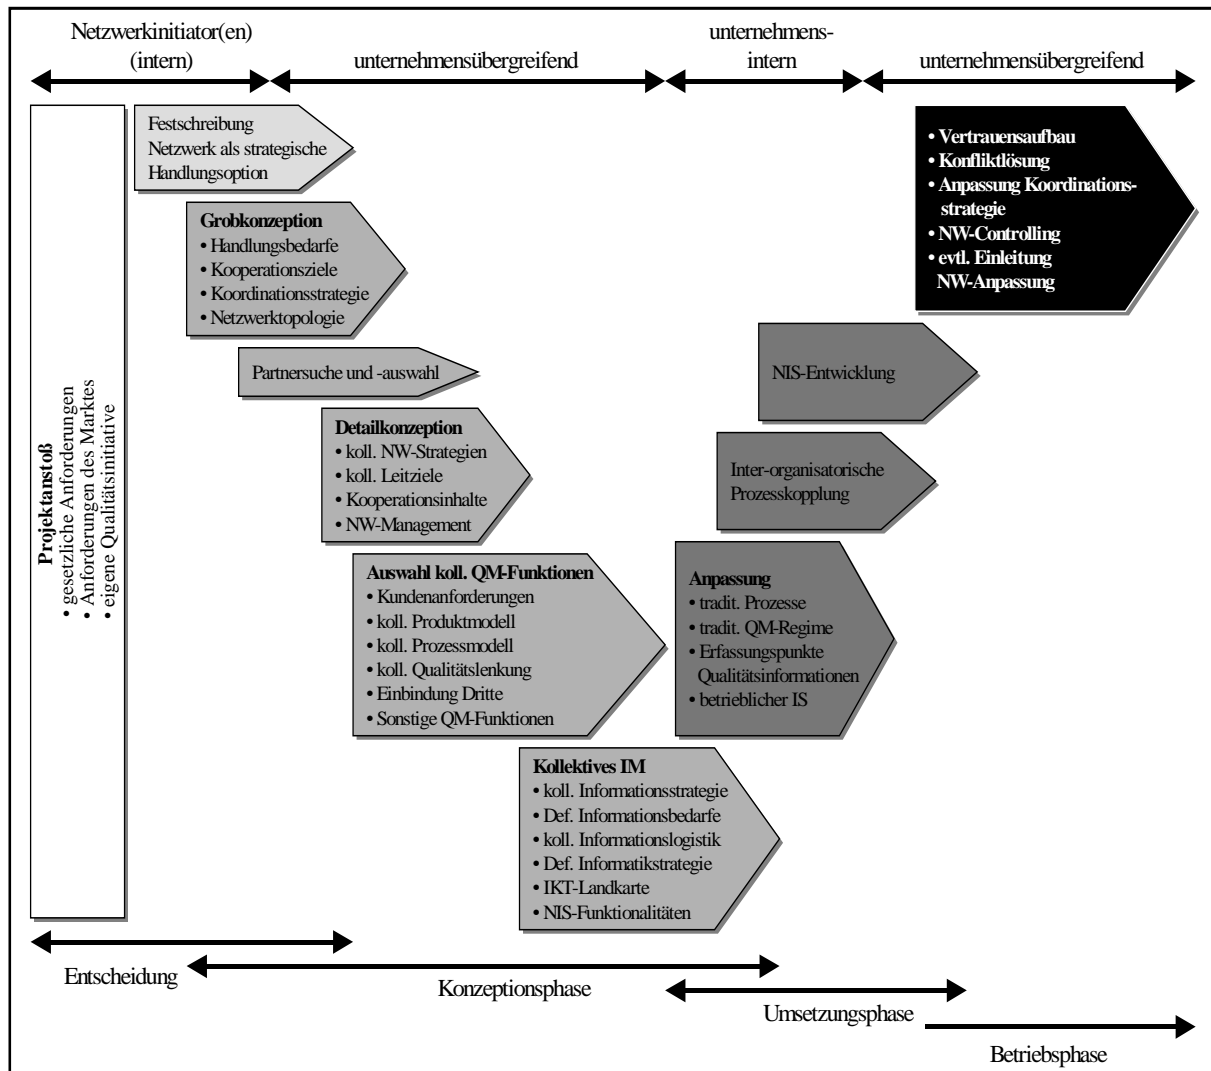 Netzwerkinitiator(en)
(intern)
unternehmensübergreifend
unternehmens-
intern
unternehmensübergreifend
Projektanstoß
• gesetzliche Anforderungen
• Anforderungen des Marktes
• eigene Qualitätsinitiative
Festschreibung
Netzwerk als strategische
Handlungsoption
Grobkonzeption
• Handlungsbedarfe
• Kooperationsziele
• Koordinationsstrategie
• Netzwerktopologie
Partnersuche und -auswahl
Detailkonzeption
• koll. NW-Strategien
• koll. Leitziele
• Kooperationsinhalte
• NW-Management
Auswahl koll. QM-Funktionen
• Kundenanforderungen
• koll. Produktmodell
• koll. Prozessmodell
• koll. Qualitätslenkung
• Einbindung Dritte
• Sonstige QM-Funktionen
Kollektives IM
• koll. Informationsstrategie
• Def. Informationsbedarfe
• koll. Informationslogistik
• Def. Informatikstrategie
• IKT-Landkarte
• NIS-Funktionalitäten
Anpassung
• tradit. Prozesse
• tradit. QM-Regime
• Erfassungspunkte
Qualitätsinformationen
• betrieblicher IS
Inter-organisatorische
Prozesskopplung
NIS-Entwicklung
• Vertrauensaufbau
• Konfliktlösung
• Anpassung Koordinations-
strategie
• NW-Controlling
• evtl. Einleitung
NW-Anpassung
Entscheidung
Konzeptionsphase
Umsetzungsphase
Betriebsphase